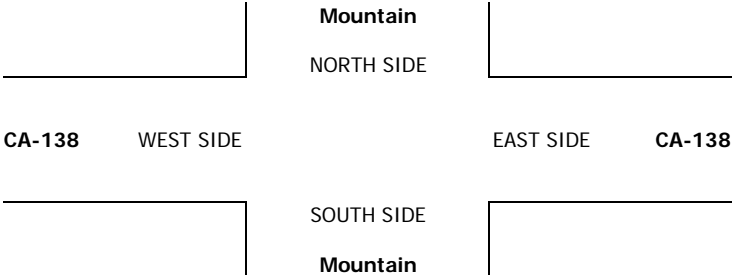 Mountain
NORTH SIDE
CA-138 WEST SIDE EAST SIDE CA-138
SOUTH SIDE
Mountain